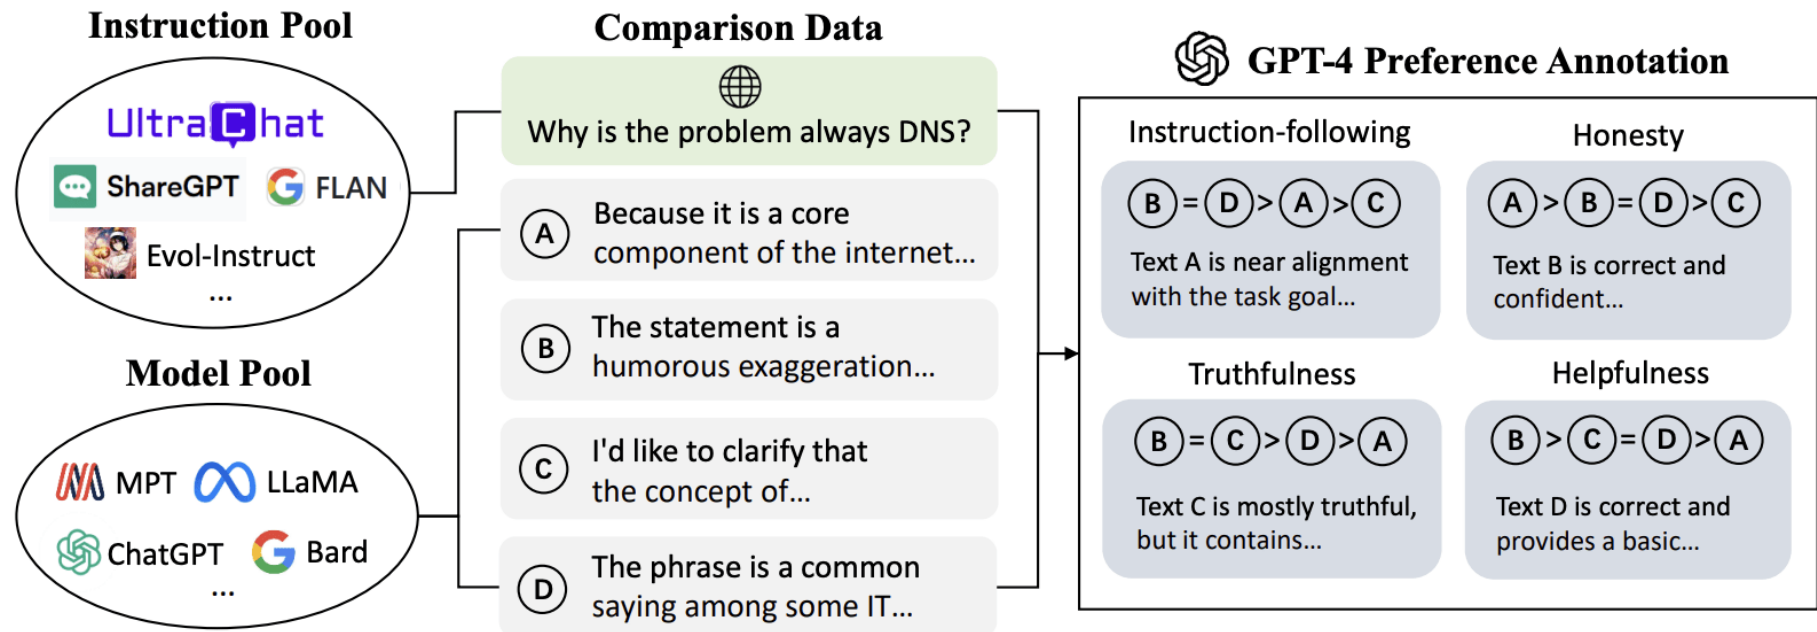 Instruction Pool
UltraChat
ShareGPT
FLAN
Evol-Instruct
...
Model Pool
MPT
LLaMA
ChatGPT
Bard
...
Comparison Data
Why is the problem always DNS?
A
Because it is a core
component of the internet...
B
The statement is a
humorous exaggeration...
C
I'd like to clarify that
the concept of...
D
The phrase is a common
saying among some IT...
GPT-4 Preference Annotation
Instruction-following
B = D > A > C
Text A is near alignment
with the task goal...
Honesty
A > B = D > C
Text B is correct and
confident...
Truthfulness
B = C > D > A
Text C is mostly truthful,
but it contains...
Helpfulness
B > C = D > A
Text D is correct and
provides a basic...